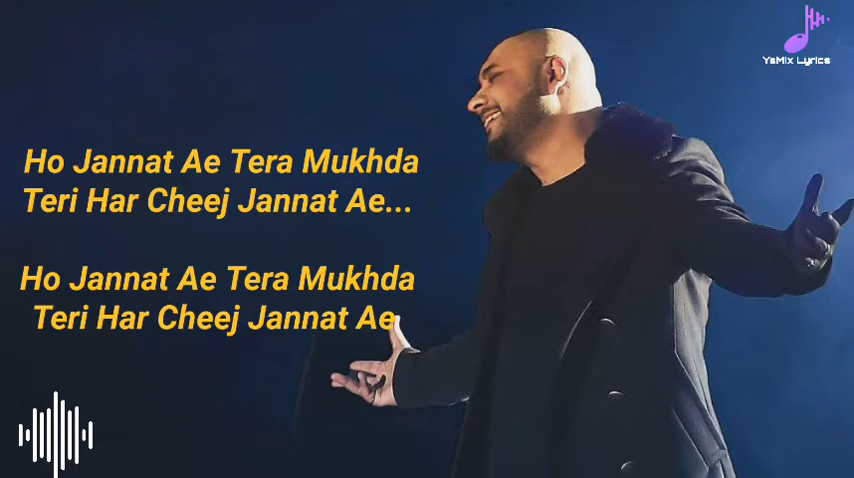 YsMix Lyrics
Ho Jannat Ae Tera Mukhda
Teri Har Cheej Jannat Ae...
Ho Jannat Ae Tera Mukhda
Teri Har Cheej Jannat Ae